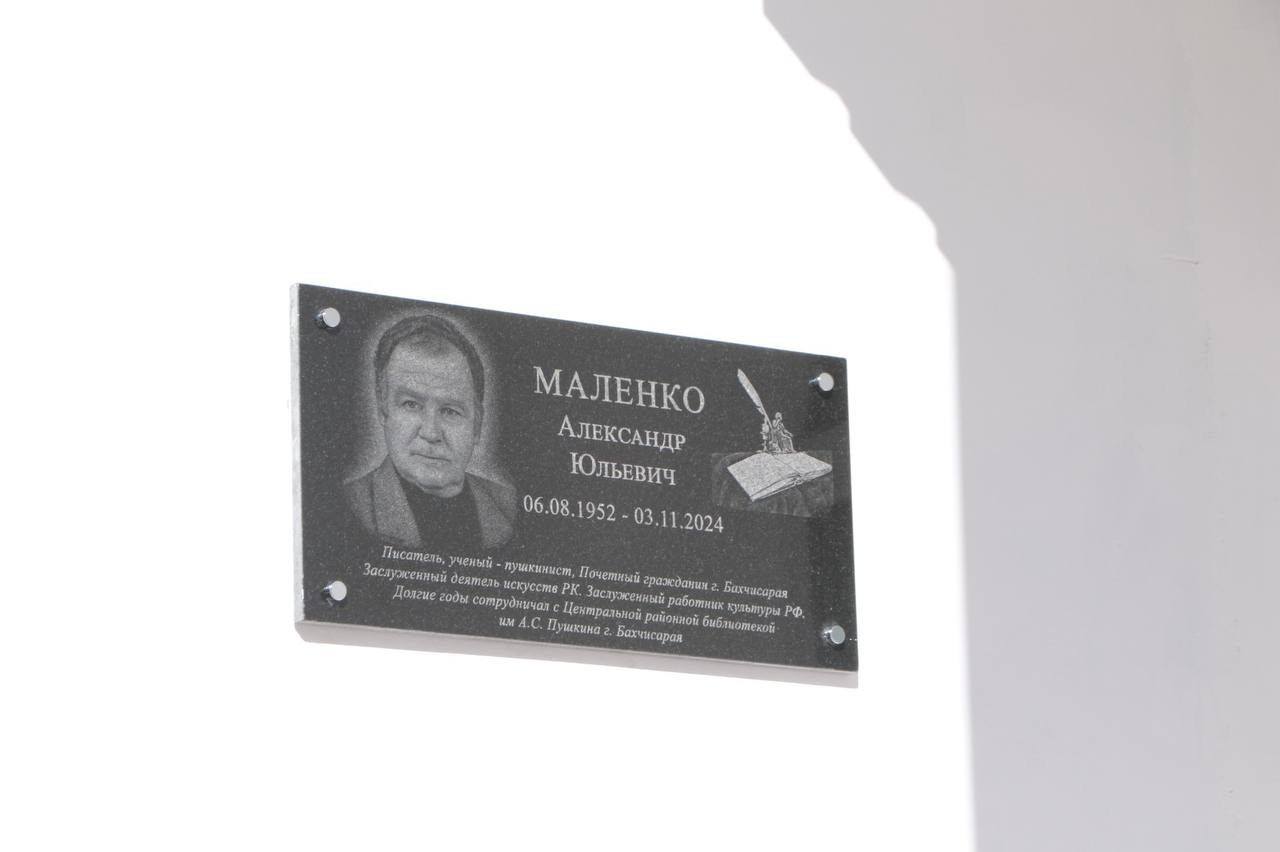 МАЛЕНКО
АЛЕКСАНДР
ЮЛЬЕВИЧ
06.08.1952 - 03.11.2024
Писатель, ученый - пушкинист, Почетный гражданин г. Бахчисарая
Заслуженный деятель искусств РК. Заслуженный работник культуры РФ.
Долгие годы сотрудничал с Центральной районной библиотекой
им А.С. Пушкина г. Бахчисарая